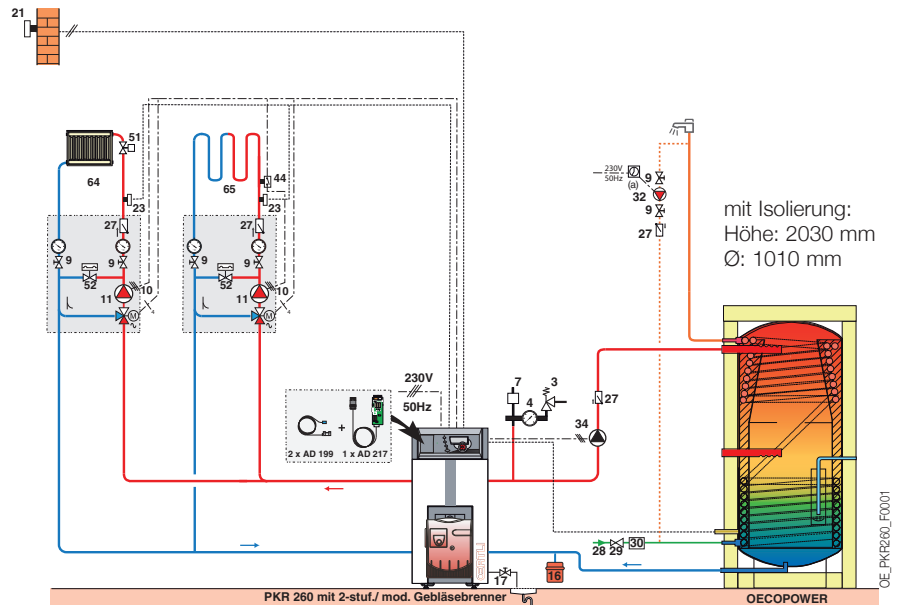 21
51
64
65
44
23
23
27
27
9
9
9
9
52
52
10
10
11
11
M
4
M
4
230V
50Hz
(a)
9
32
9
27
mit Isolierung:
Höhe: 2030 mm
Ø: 1010 mm
230V
50Hz
7
3
4
27
34
+
2 x AD 199
1 x AD 217
28
29
30
16
17
OE_PKR260_F0001
PKR 260 mit 2-stuf./ mod. Gebläsebrenner
OECOPOWER